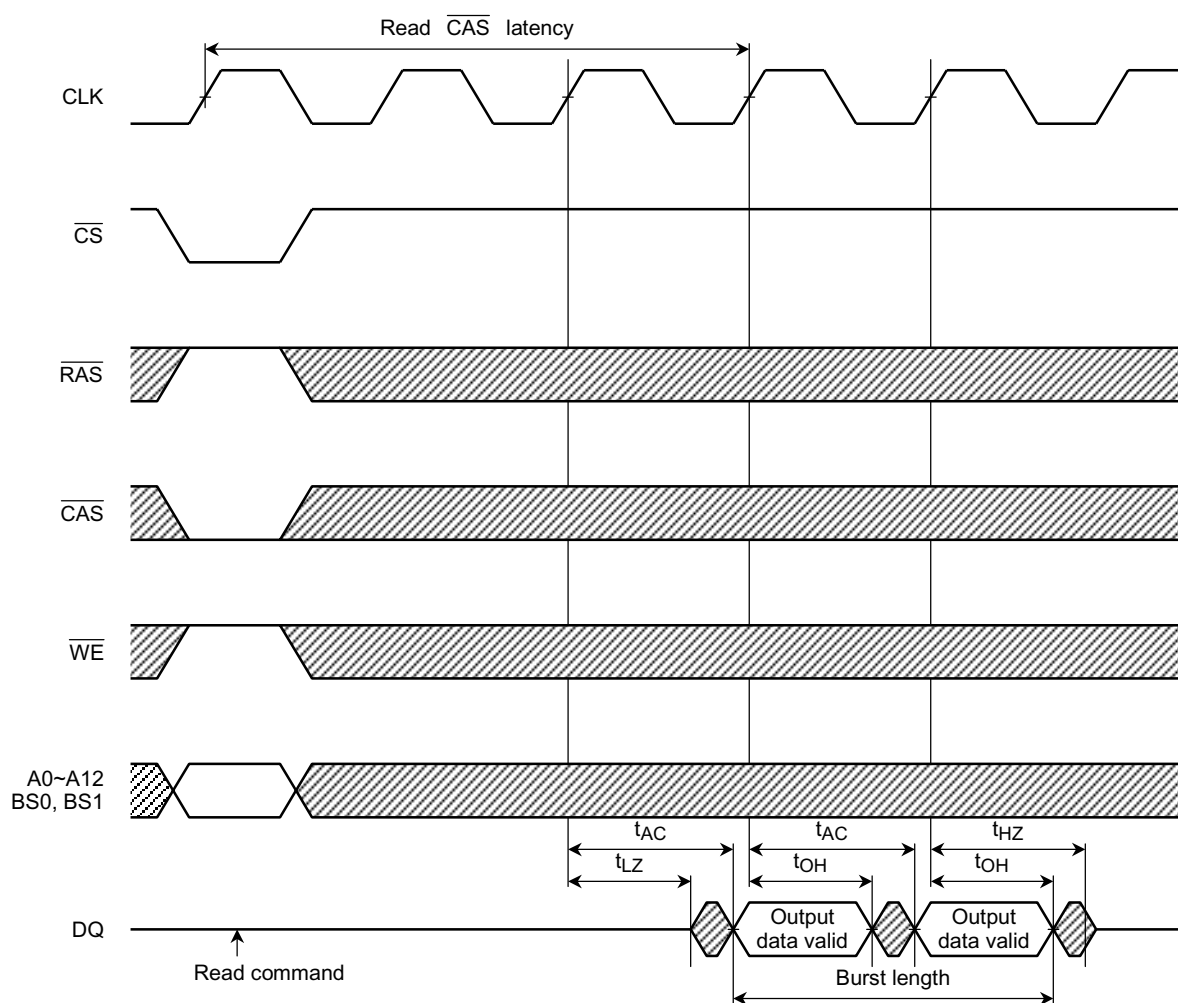 Read CAS latency
CLK
CS
RAS
CAS
WE
A0~A12
BS0, BS1
tAC
tAC
tHZ
tLZ
tOH
tOH
DQ
Output
data valid
Output
data valid
Read command
Burst length